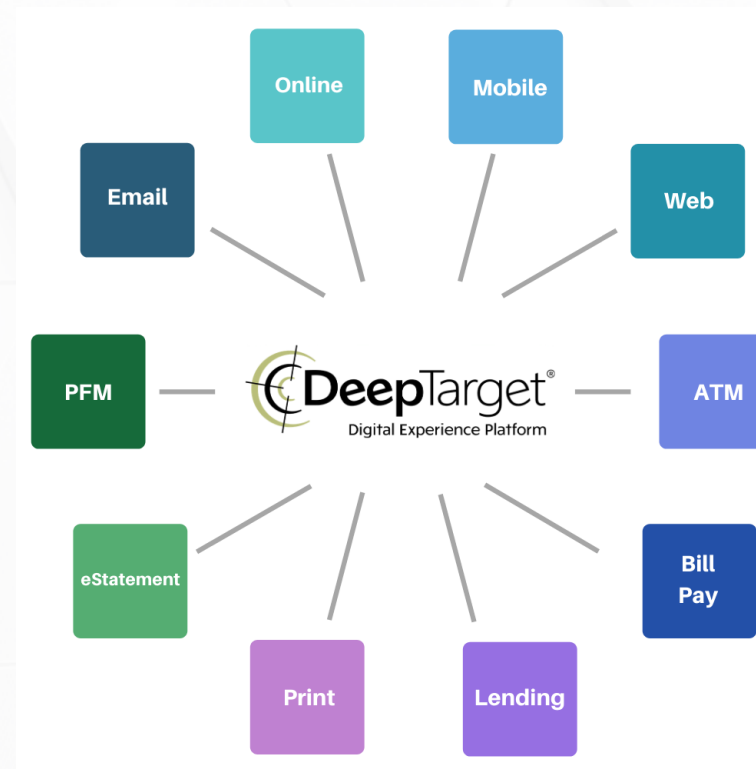 Online
Mobile
Email
Web
PFM
DeepTarget®
Digital Experience Platform
ATM
eStatement
Bill
Pay
Print
Lending